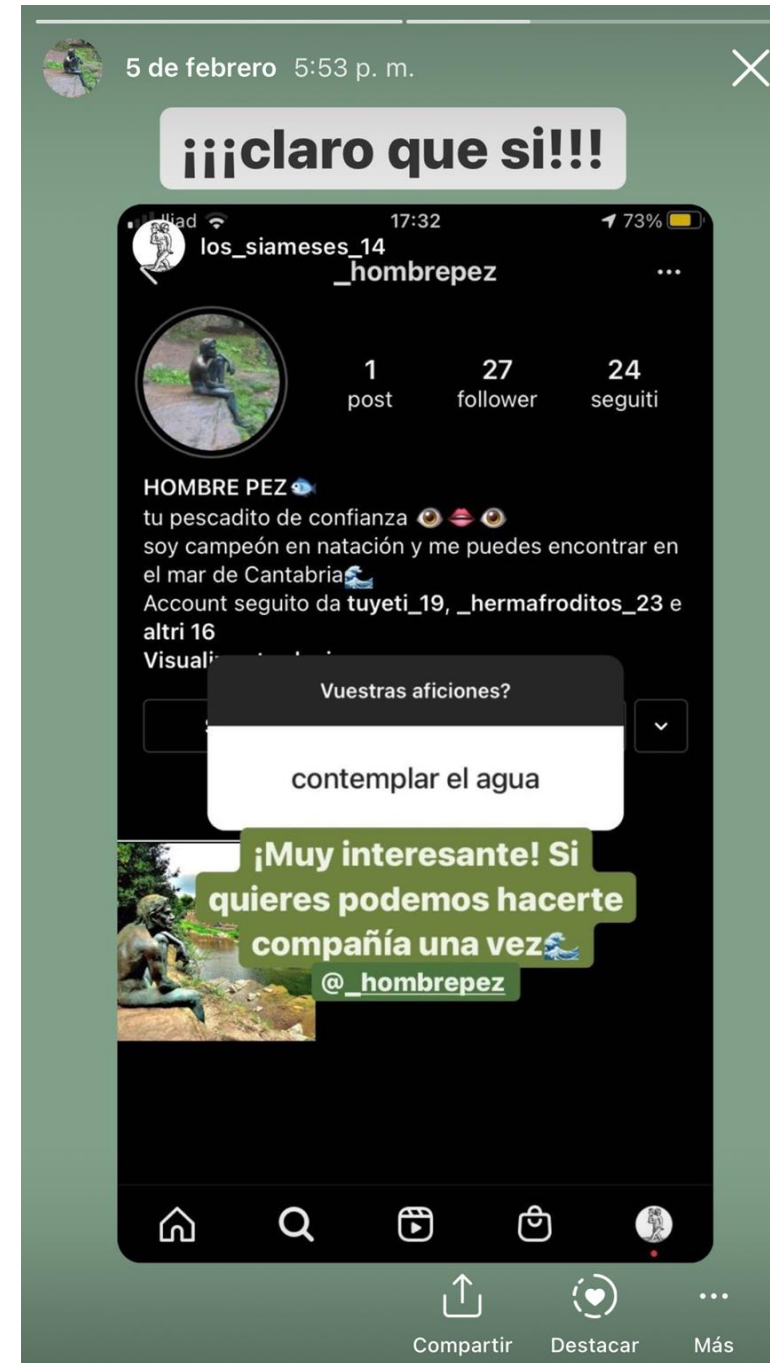 5 de febrero 5:53 p. m.
¡¡¡claro que si!!!
Iliad 17:32 73%
los_siameses_14
_hombrepez
1 27 24
post follower seguiti
HOMBRE PEZ🐟
tu pescadito de confianza 👁️👄👁️
soy campeón en natación y me puedes encontrar en
el mar de Cantabria🌊
Account seguito da tuyeti_19, _hermafroditos_23 e
altri 16
Vuestras aficiones?
contemplar el agua
¡Muy interesante! Si
quieres podemos hacerte
compañía una vez🌊
@_hombrepez
Compartir Destacar Más